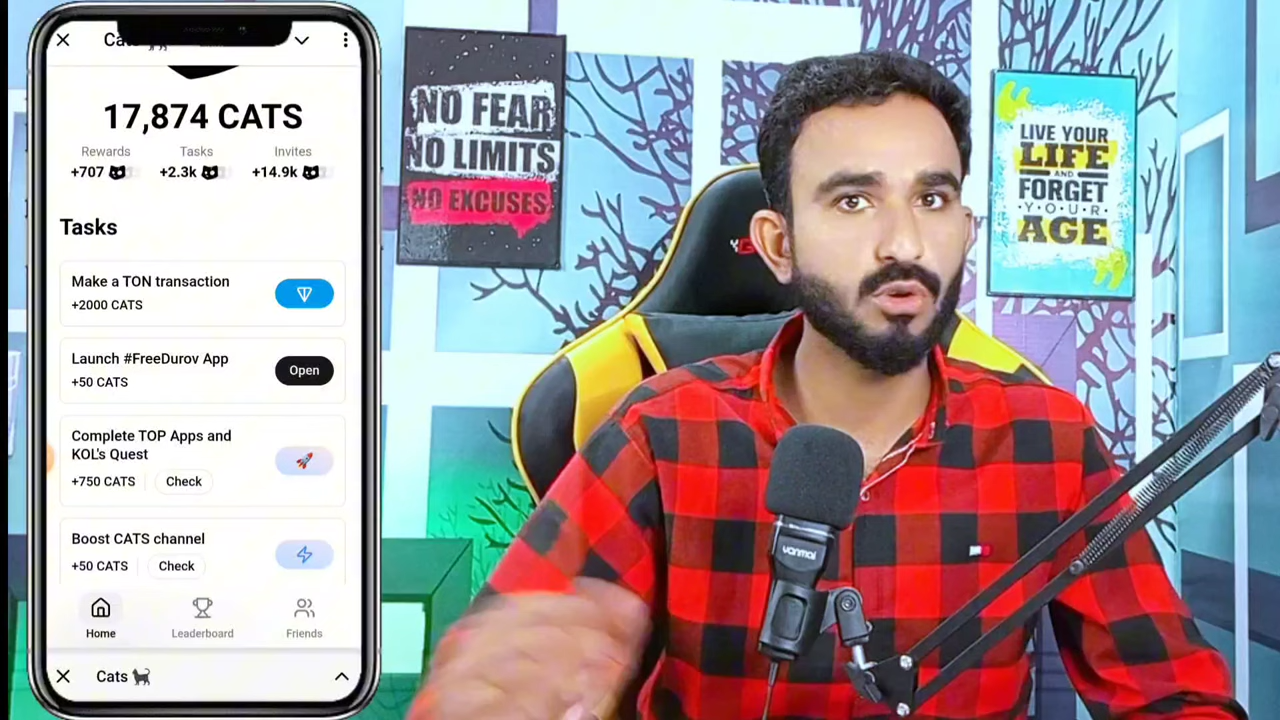 Cats
17,874 CATS
Rewards
Tasks
Invites
+707
+2.3k
+14.9k
Tasks
Make a TON transaction
+2000 CATS
Launch #FreeDurov App
+50 CATS
Open
Complete TOP Apps and
KOL's Quest
+750 CATS
Check
Boost CATS channel
+50 CATS
Check
Home
Leaderboard
Friends
Cats
NO FEAR
NO LIMITS
NO EXCUSES
LIVE YOUR
LIFE
AND
FORGET
YOUR
AGE
yanmai